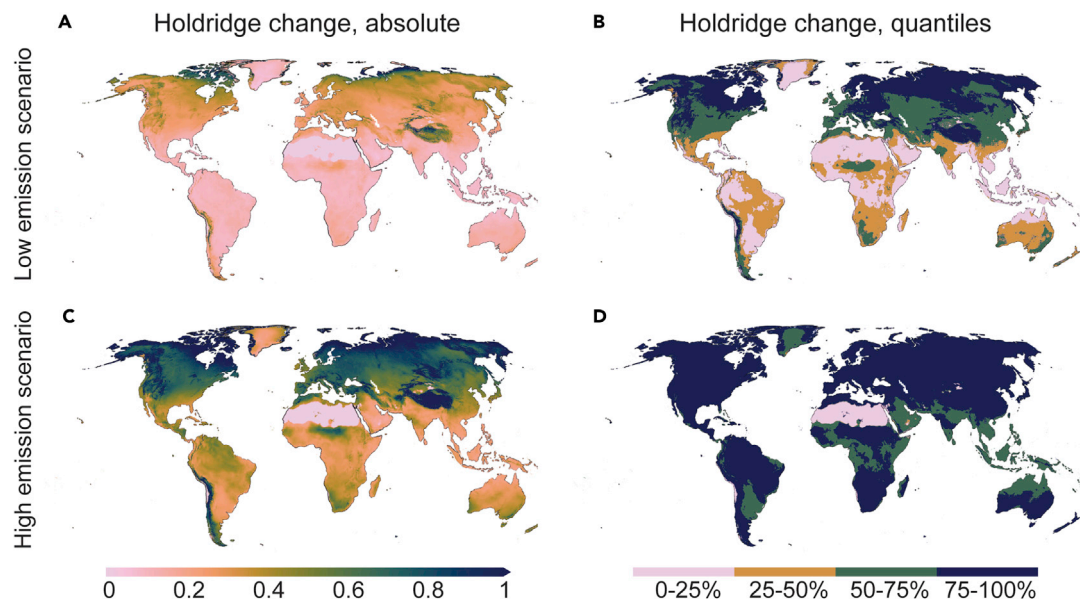 A
Holdridge change, absolute
B
Holdridge change, quantiles
Low emission scenario
C
D
High emission scenario
0 0.2 0.4 0.6 0.8 1
0-25% 25-50% 50-75% 75-100%